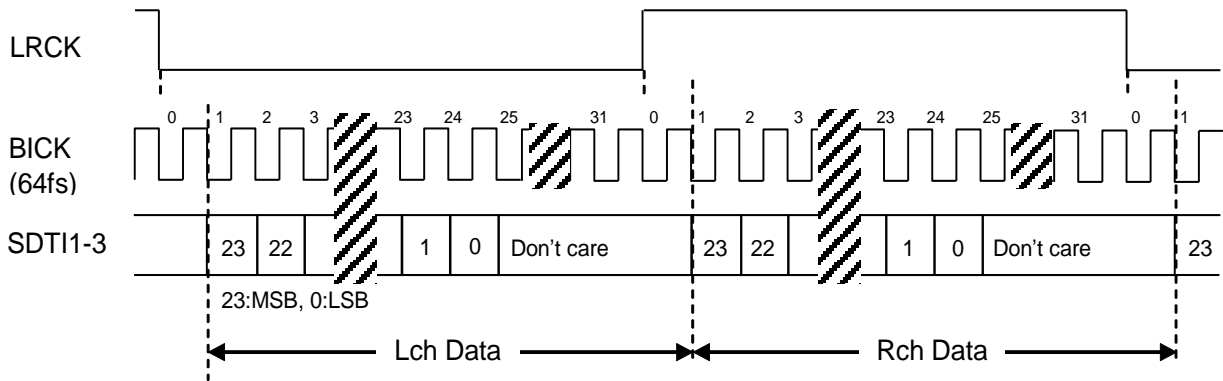 LRCK
0 1 2 3 23 24 25 31 0 1 2 3 23 24 25 31 0 1
BICK
(64fs)
SDTI1-3 23 22 1 0 Don't care 23 22 1 0 Don't care 23
23:MSB, 0:LSB
Lch Data Rch Data